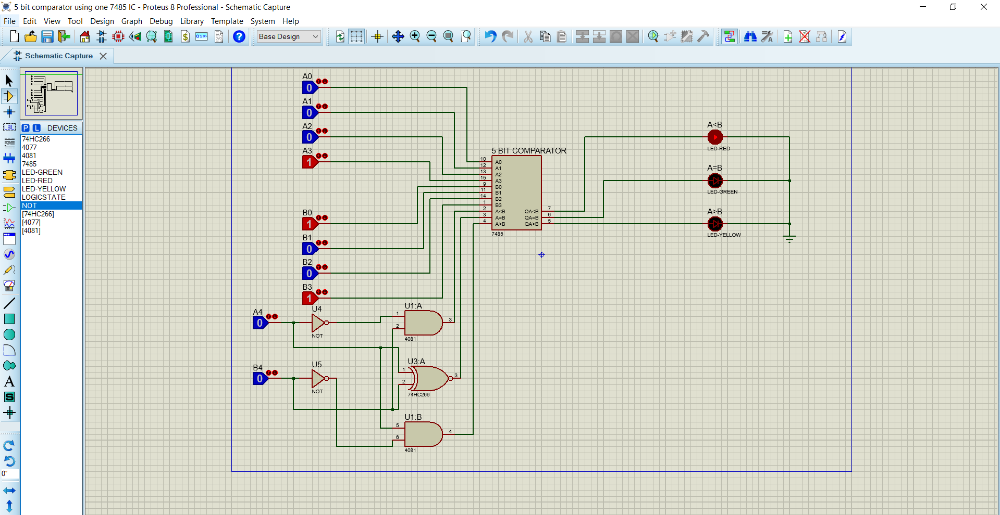 5 bit comparator using one 7485 IC - Proteus 8 Professional - Schematic Capture
File Edit View Tool Design Graph Debug Library Template System Help
Base Design
Schematic Capture
P L DEVICES
74HC266
4077
4081
7485
LED-GREEN
LED-RED
LED-YELLOW
LOGICSTATE
NOT
[74HC266]
[4077]
[4081]
LBL
A
S
0°
A0
0
A1
0
A2
0
A3
1
B0
1
B1
0
B2
0
B3
1
A4
0
U4
NOT
B4
0
U5
NOT
U1:A
1
2
3
4081
U3:A
1
2
3
74HC266
U1:B
5
6
4
4081
5 BIT COMPARATOR
10 A0
12 A1
13 A2
15 A3
9 B0
11 B1
14 B2
1 B3
2 A<B QA<B 7
3 A=B QA=B 6
4 A>B QA>B 5
7485
A<B
LED-RED
A=B
LED-GREEN
A>B
LED-YELLOW